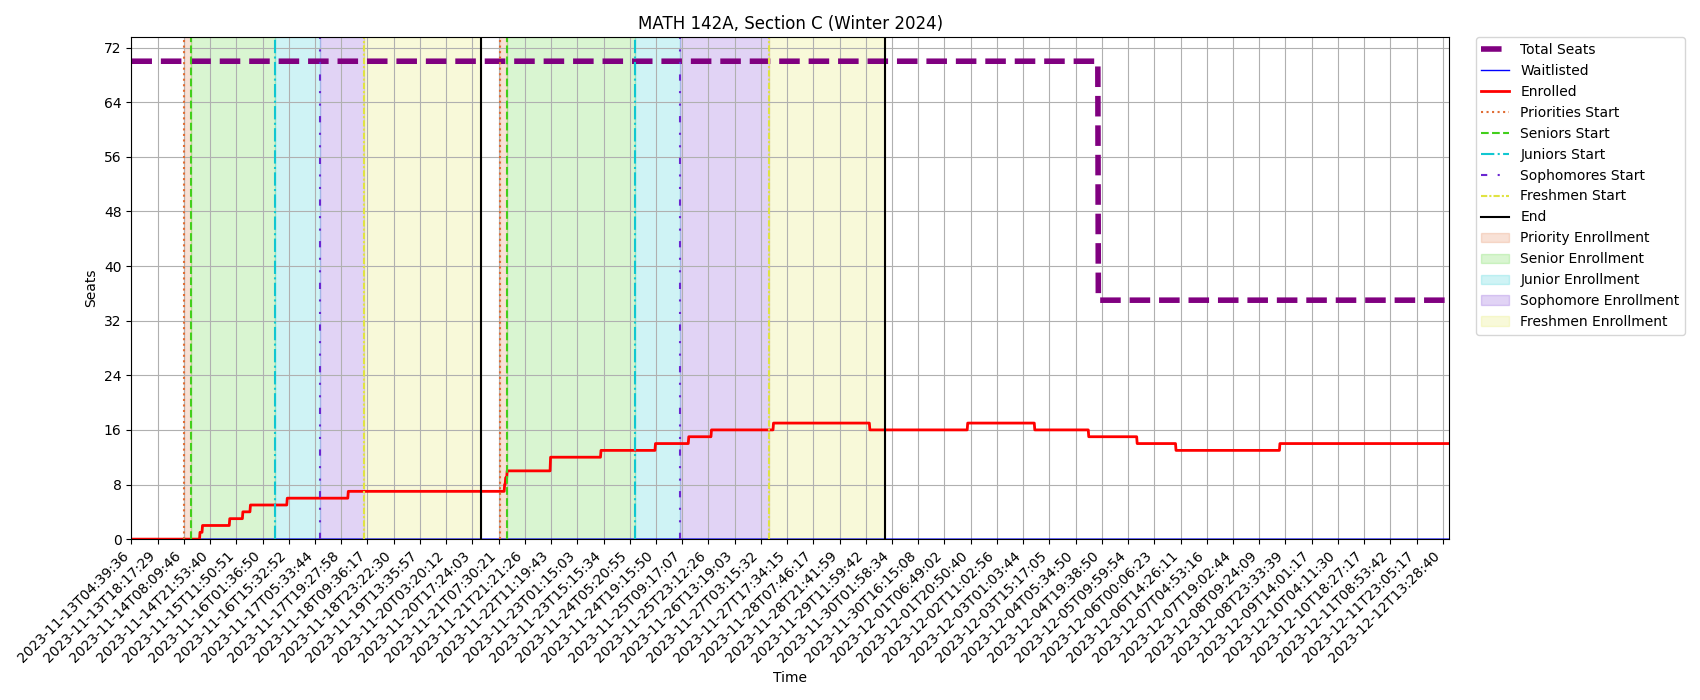 MATH 142A, Section C (Winter 2024)
Seats
72
64
56
48
40
32
24
16
8
0
2023-11-13T04:39:36
2023-11-13T18:17:29
2023-11-14T08:09:46
2023-11-14T21:53:40
2023-11-15T11:50:51
2023-11-16T01:36:50
2023-11-16T15:32:52
2023-11-17T05:33:44
2023-11-17T19:27:58
2023-11-18T09:36:17
2023-11-18T23:22:30
2023-11-19T13:35:57
2023-11-20T03:20:12
2023-11-20T17:24:03
2023-11-21T07:30:21
2023-11-21T21:21:26
2023-11-22T11:19:43
2023-11-23T01:15:03
2023-11-23T15:15:34
2023-11-24T05:20:55
2023-11-24T19:15:50
2023-11-25T09:17:07
2023-11-25T23:12:26
2023-11-26T13:19:03
2023-11-27T03:15:32
2023-11-27T17:34:15
2023-11-28T07:46:17
2023-11-28T21:41:59
2023-11-29T11:59:42
2023-11-30T01:58:34
2023-11-30T16:15:08
2023-12-01T06:49:02
2023-12-01T20:50:40
2023-12-02T11:02:56
2023-12-03T01:03:44
2023-12-03T15:17:05
2023-12-04T05:34:50
2023-12-04T19:38:50
2023-12-05T09:59:54
2023-12-06T00:06:23
2023-12-06T14:26:11
2023-12-07T04:53:16
2023-12-07T19:02:44
2023-12-08T09:24:09
2023-12-08T23:33:39
2023-12-09T14:01:17
2023-12-10T04:11:30
2023-12-10T18:27:17
2023-12-11T08:53:42
2023-12-11T23:05:17
2023-12-12T13:28:40
Time
Total Seats
Waitlisted
Enrolled
Priorities Start
Seniors Start
Juniors Start
Sophomores Start
Freshmen Start
End
Priority Enrollment
Senior Enrollment
Junior Enrollment
Sophomore Enrollment
Freshmen Enrollment